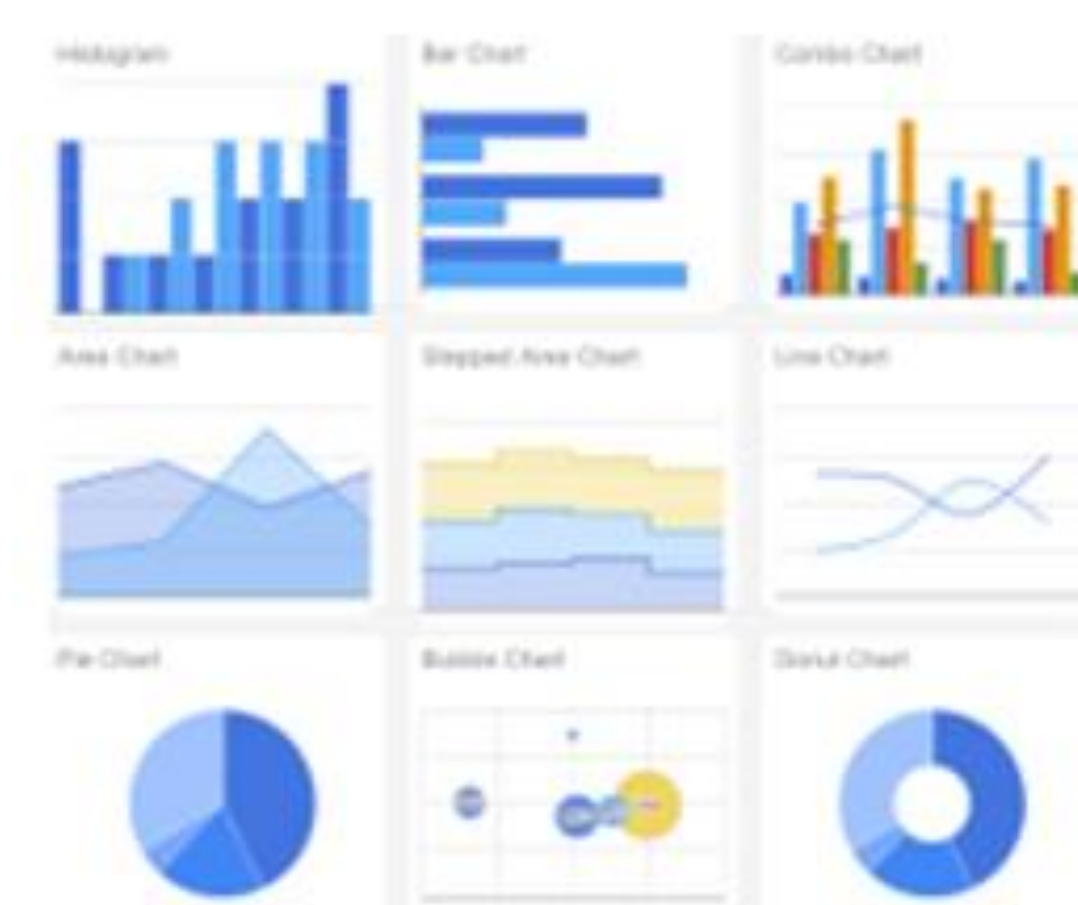 Histogram
Bar Chart
Combo Chart
Area Chart
Stepped Area Chart
Line Chart
Pie Chart
Bubble Chart
Donut Chart